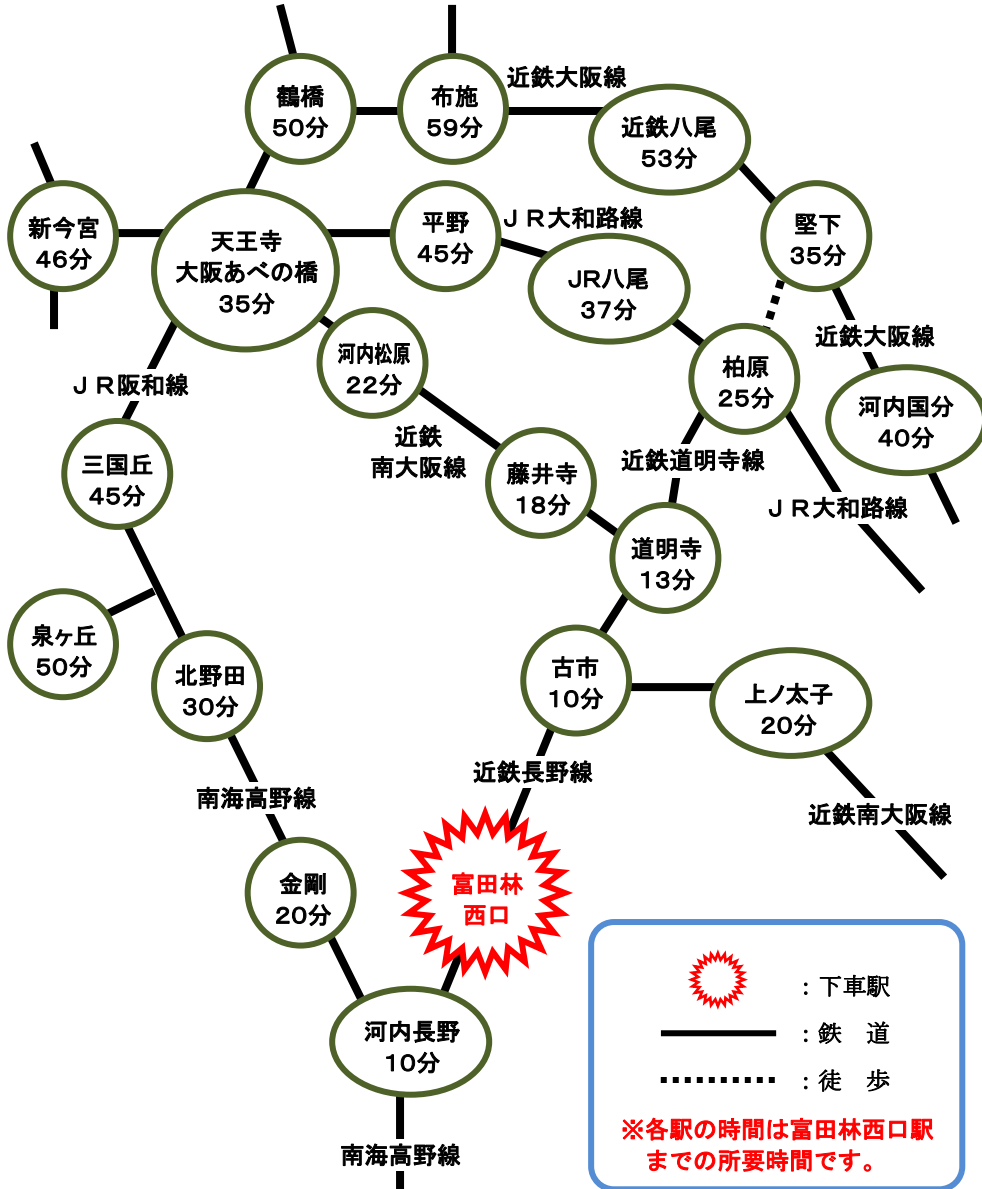 鶴橋
50分
布施
59分
近鉄大阪線
近鉄八尾
53分
新今宮
46分
天王寺
大阪あべの橋
35分
平野
45分
ＪＲ大和路線
JR八尾
37分
堅下
35分
河内松原
22分
柏原
25分
近鉄大阪線
河内国分
40分
ＪＲ阪和線
三国丘
45分
近鉄
南大阪線
藤井寺
18分
近鉄道明寺線
ＪＲ大和路線
道明寺
13分
泉ヶ丘
50分
北野田
30分
古市
10分
上ノ太子
20分
近鉄長野線
南海高野線
近鉄南大阪線
金剛
20分
富田林
西口
河内長野
10分
南海高野線
：下車駅
：鉄　道
：徒　歩
※各駅の時間は富田林西口駅
までの所要時間です。